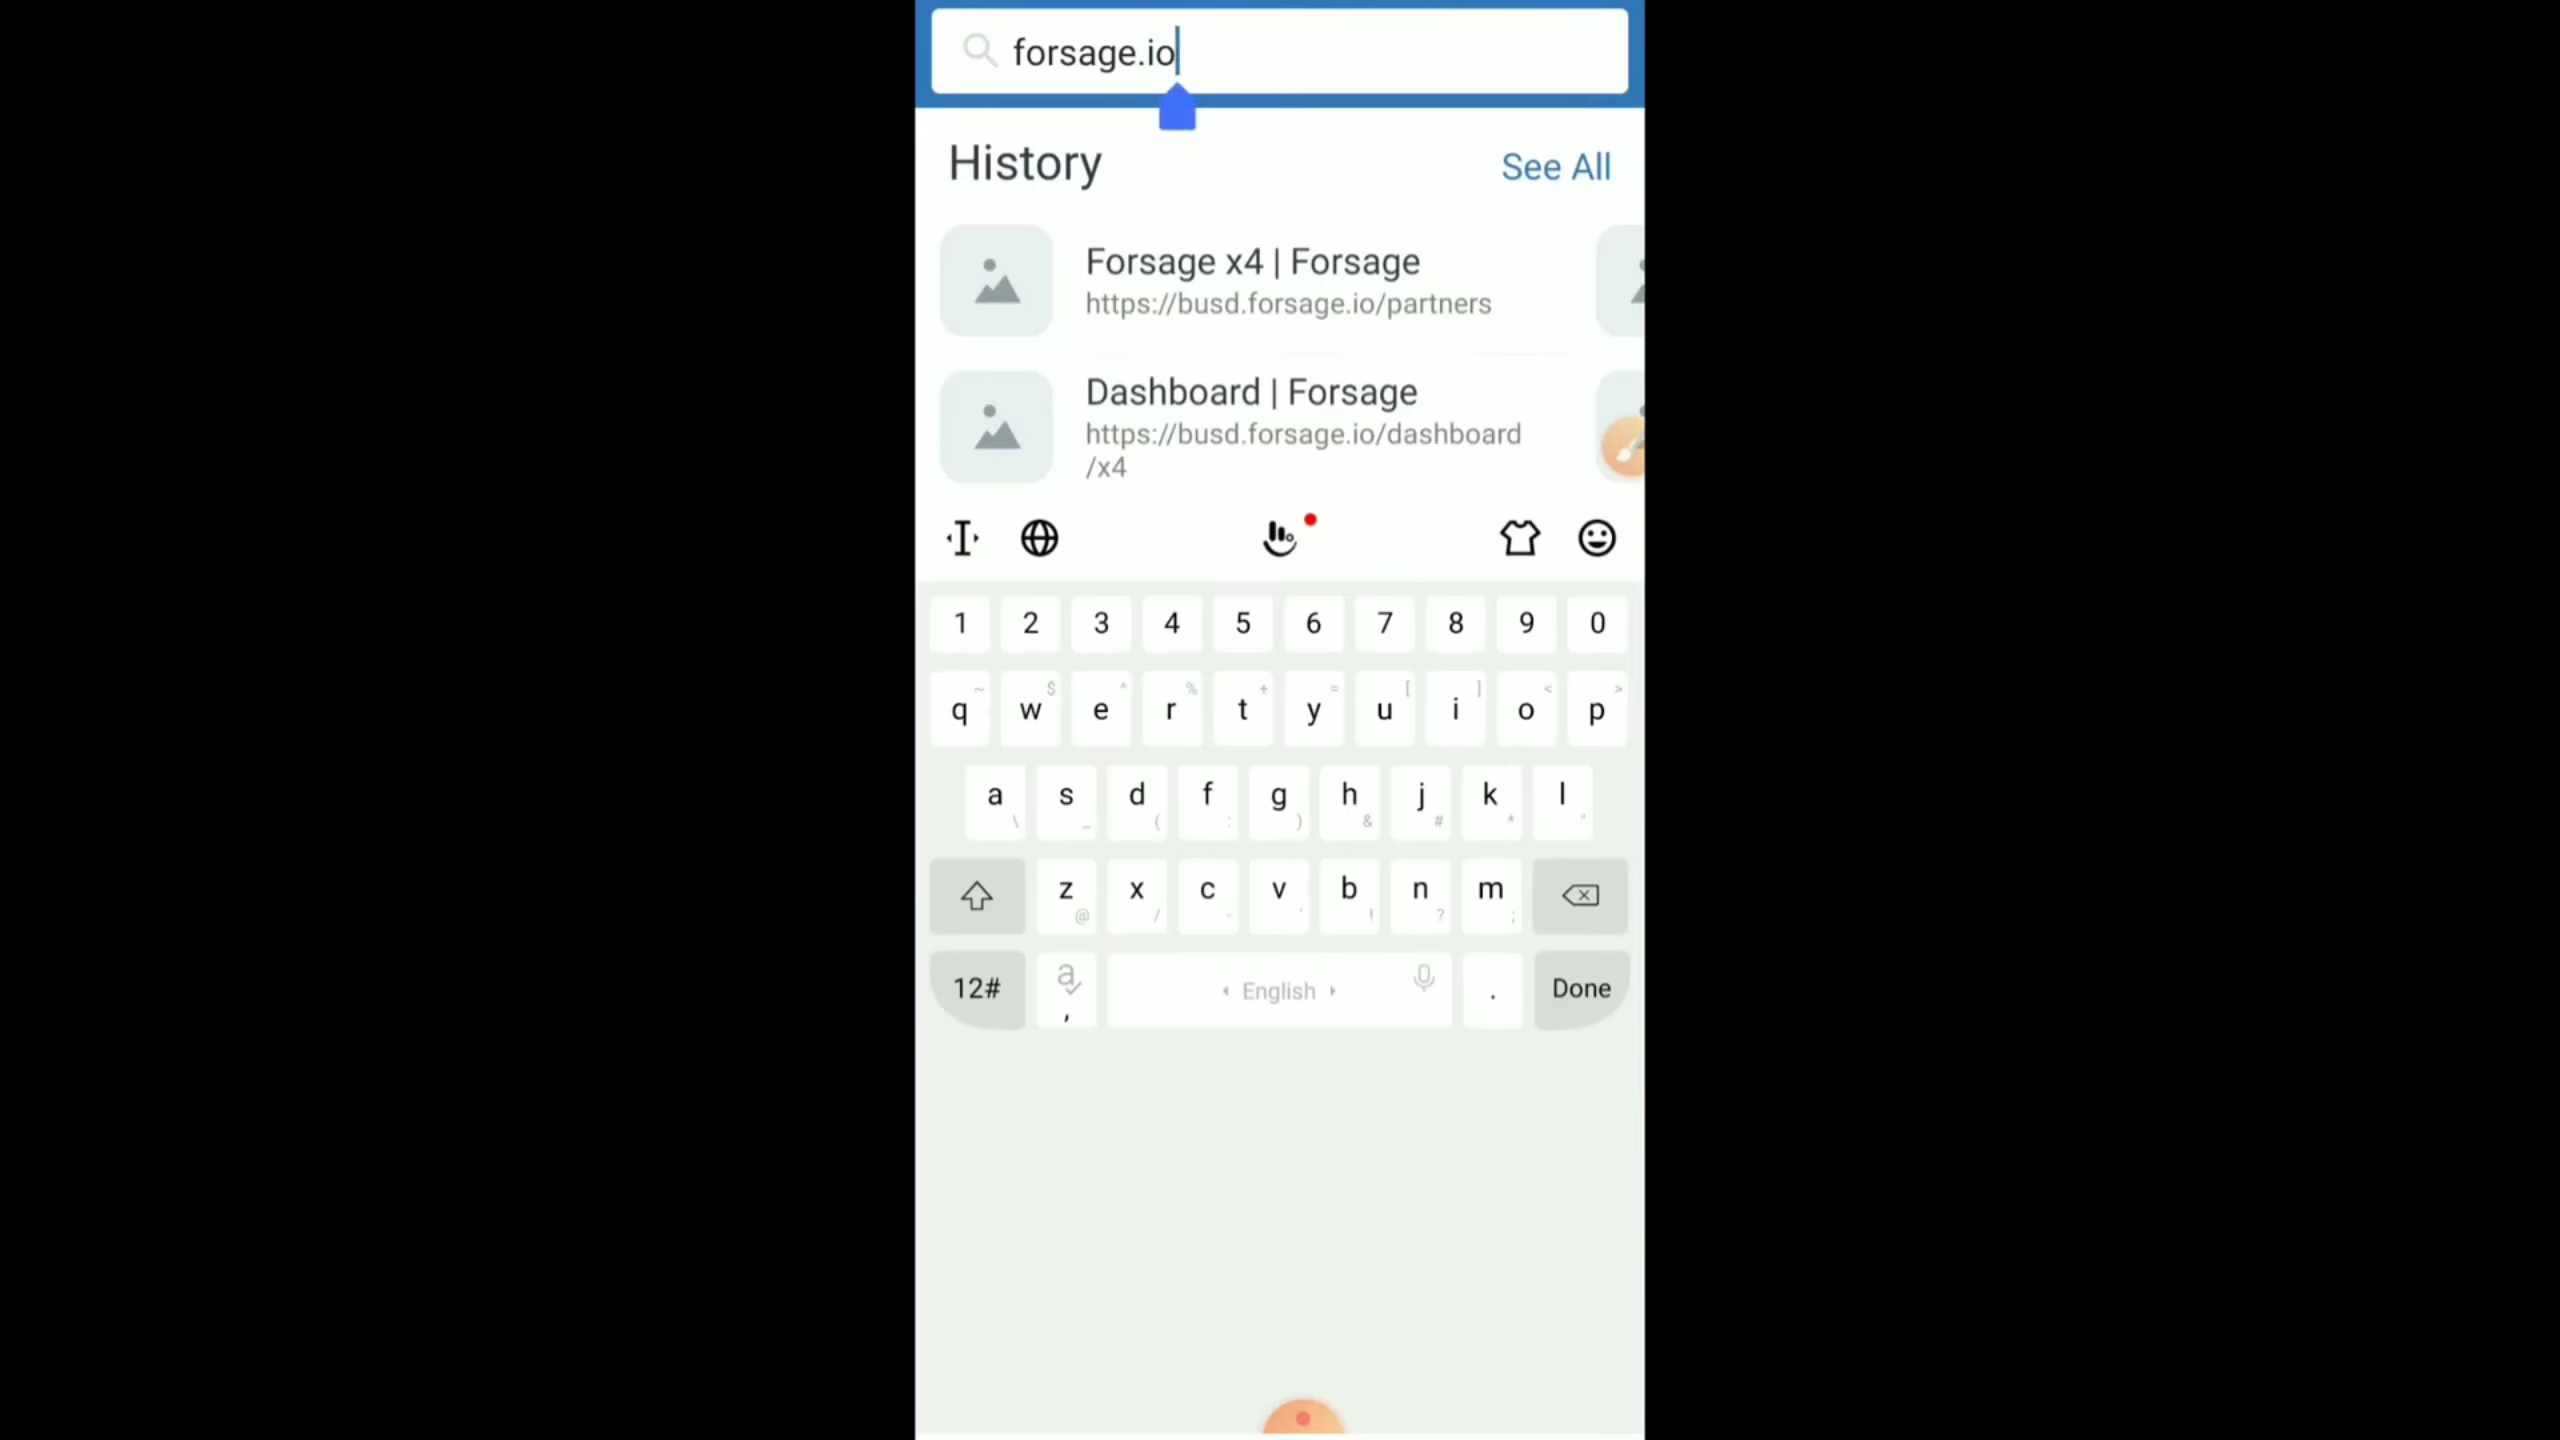 forsage.io
History See All
Forsage x4 | Forsage
https://busd.forsage.io/partners
Dashboard | Forsage
https://busd.forsage.io/dashboard
/x4
1 2 3 4 5 6 7 8 9 0
~ $ ^ % + = [ ] < >
q w e r t y u i o p
a s d f g h j k l
\ _ ( : ) & # * "
z x c v b n m
@ / - ' ! ? ;
12# a , English . Done